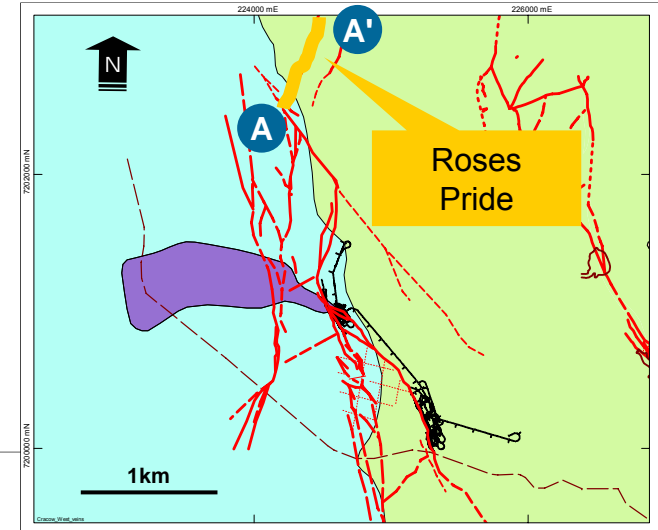 224000 mE
226000 mE
A'
N
A
7202000 mN
Roses
Pride
7200000 mN
1km
Cracow_West_veins